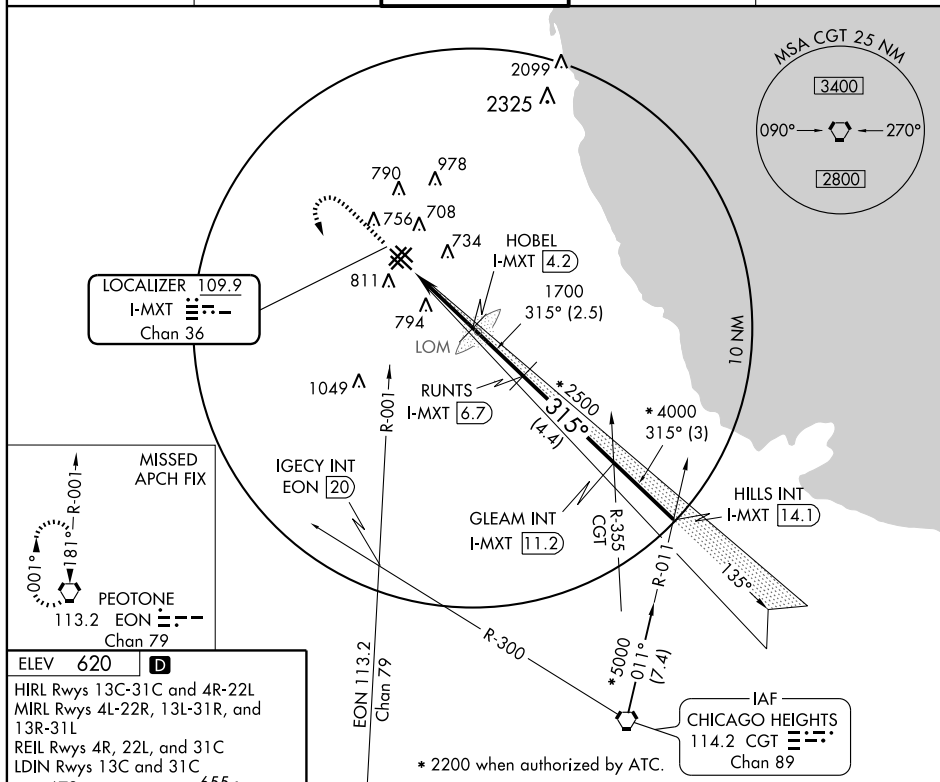 MSA CGT 25 NM
3400
090°
270°
2800
2099
2325
790
978
756
708
734
811
794
1049
HOBEL
I-MXT 4.2
1700
315° (2.5)
LOCALIZER 109.9
I-MXT
Chan 36
LOM
10 NM
RUNTS
I-MXT 6.7
*2500
315°
(4.4)
*4000
315° (3)
R-001
MISSED
APCH FIX
R-001
001°
181°
PEOTONE
113.2 EON
Chan 79
IGECY INT
EON 20
GLEAM INT
I-MXT 11.2
R-355
CGT
HILLS INT
I-MXT 14.1
R-011
135°
R-300
EON 113.2
Chan 79
*5000
011°
(7.4)
IAF
CHICAGO HEIGHTS
114.2 CGT
Chan 89
ELEV 620 D
HIRL Rwys 13C-31C and 4R-22L
MIRL Rwys 4L-22R, 13L-31R, and
13R-31L
REIL Rwys 4R, 22L, and 31C
LDIN Rwys 13C and 31C
655
* 2200 when authorized by ATC.